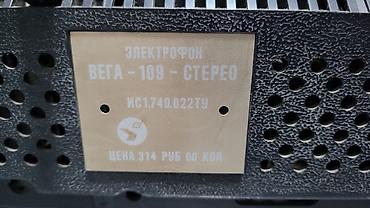 ЭЛЕКТРОФОН
ВЕГА - 109 - СТЕРЕО
ИС1.740.022ТУ
ЦЕНА 314 РУБ 00 КОП